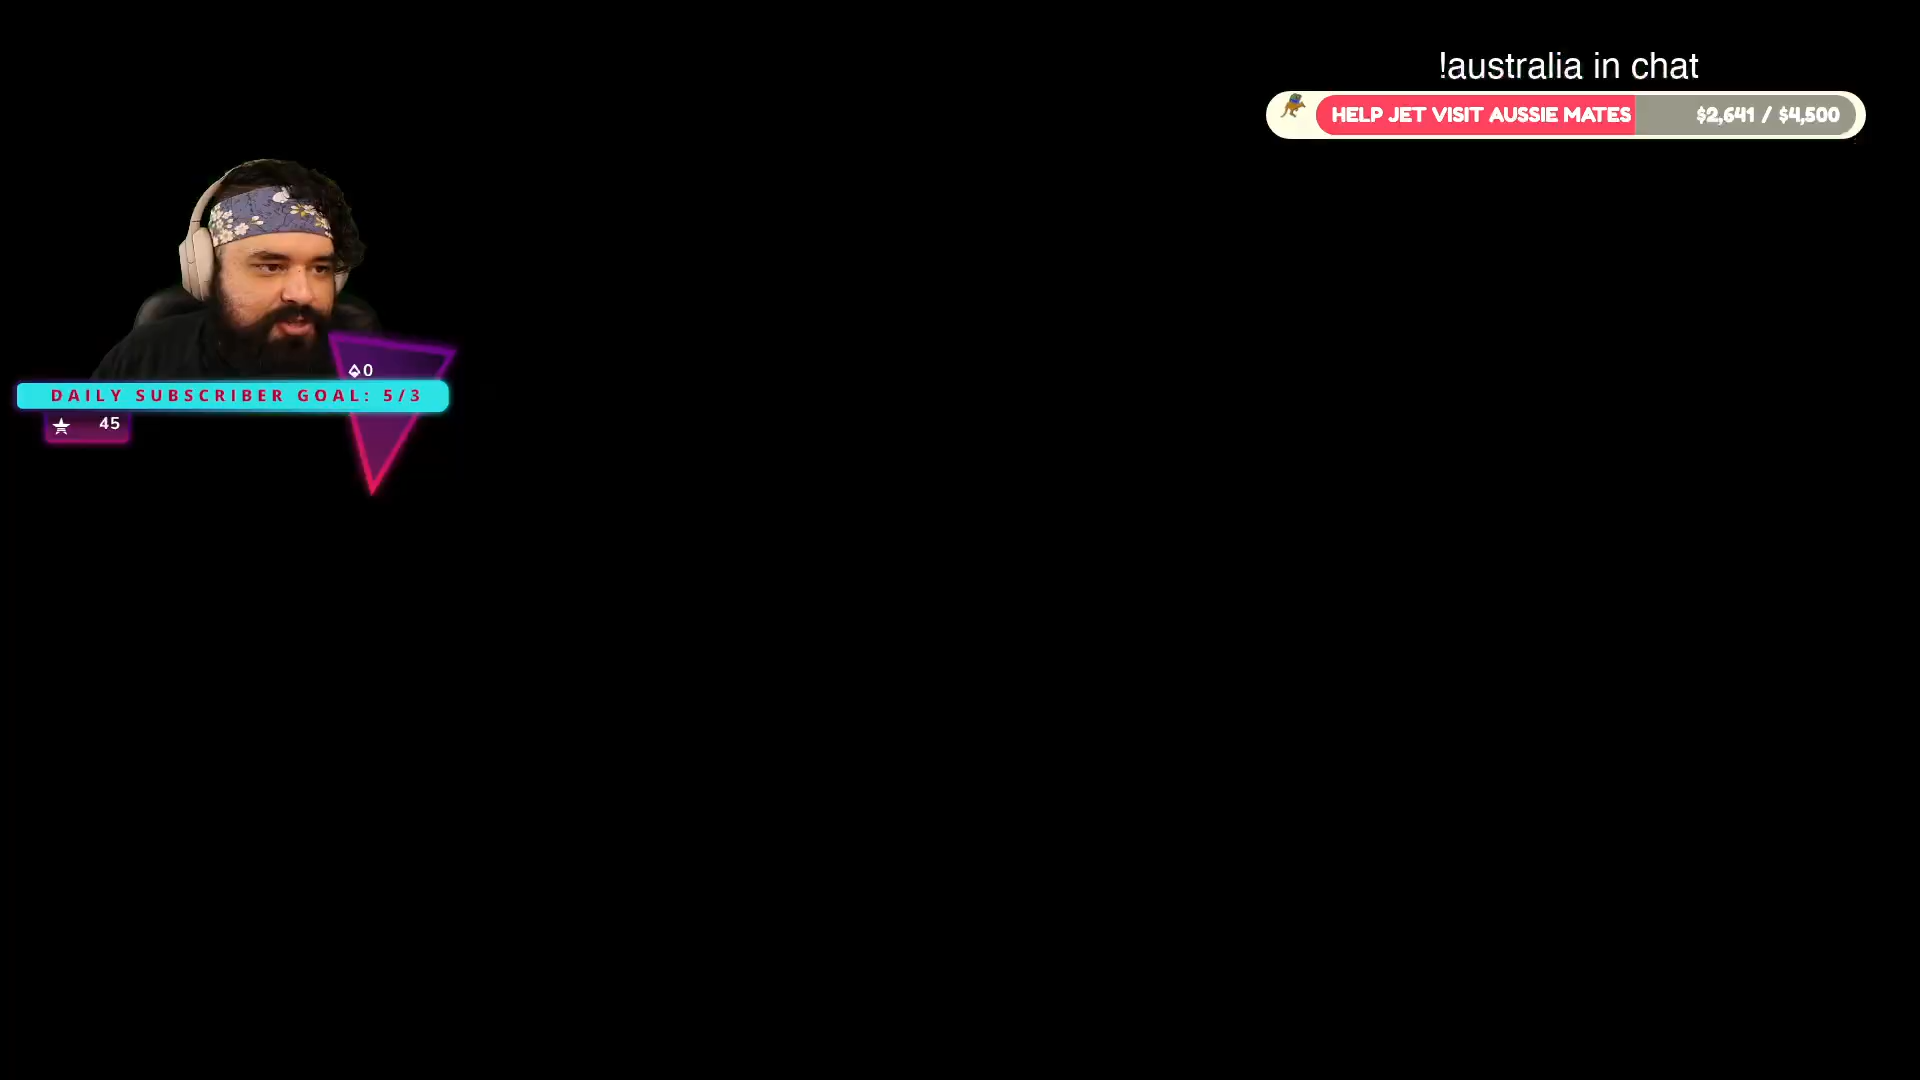 !australia in chat
HELP JET VISIT AUSSIE MATES $2,641 / $4,500
0
DAILY SUBSCRIBER GOAL: 5/3
45